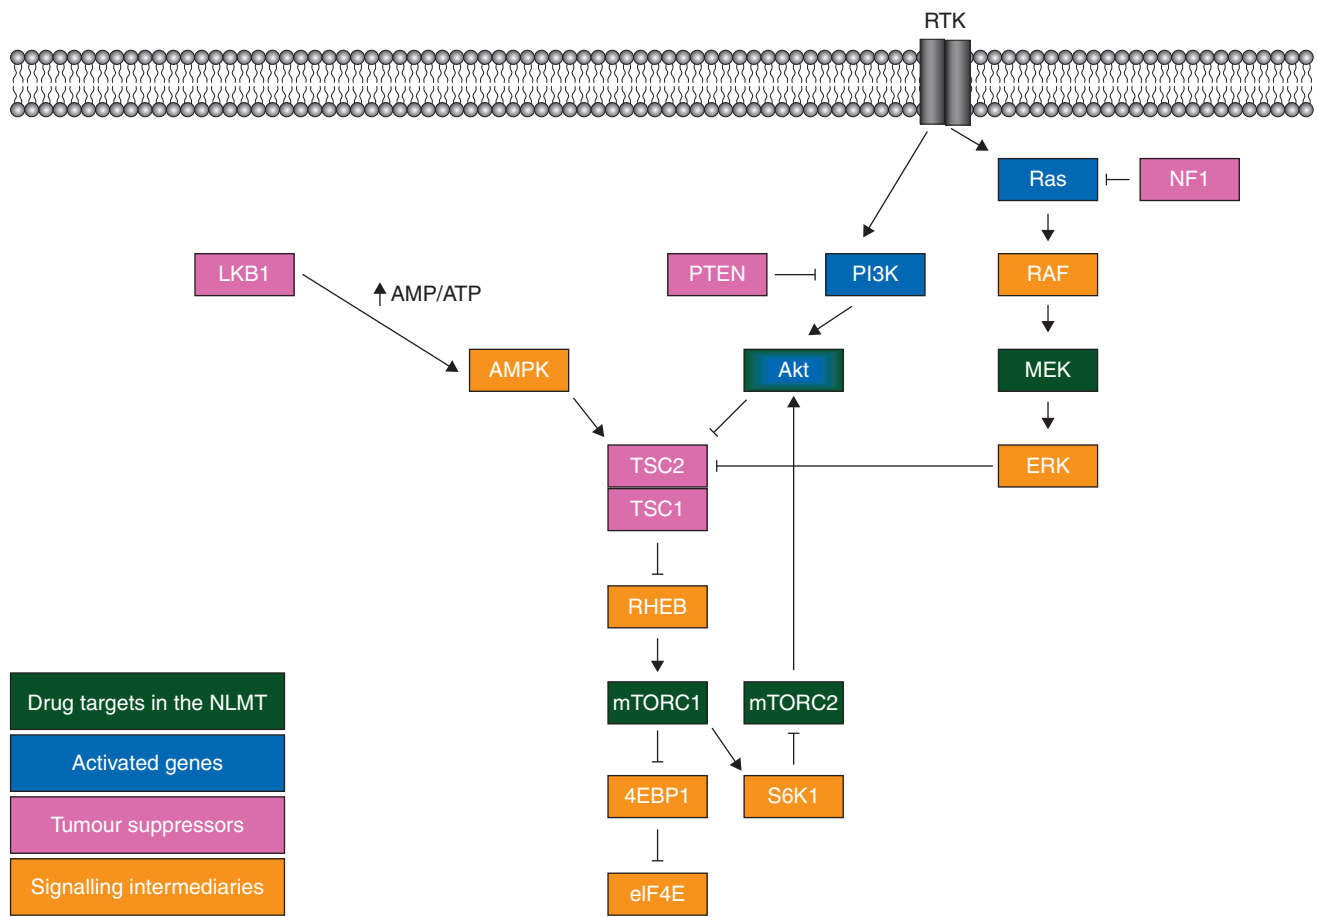 RTK
Ras
NF1
LKB1
AMP/ATP
PTEN
PI3K
RAF
AMPK
Akt
MEK
TSC2
ERK
TSC1
RHEB
mTORC1
mTORC2
4EBP1
S6K1
eIF4E
Drug targets in the NLMT
Activated genes
Tumour suppressors
Signalling intermediaries